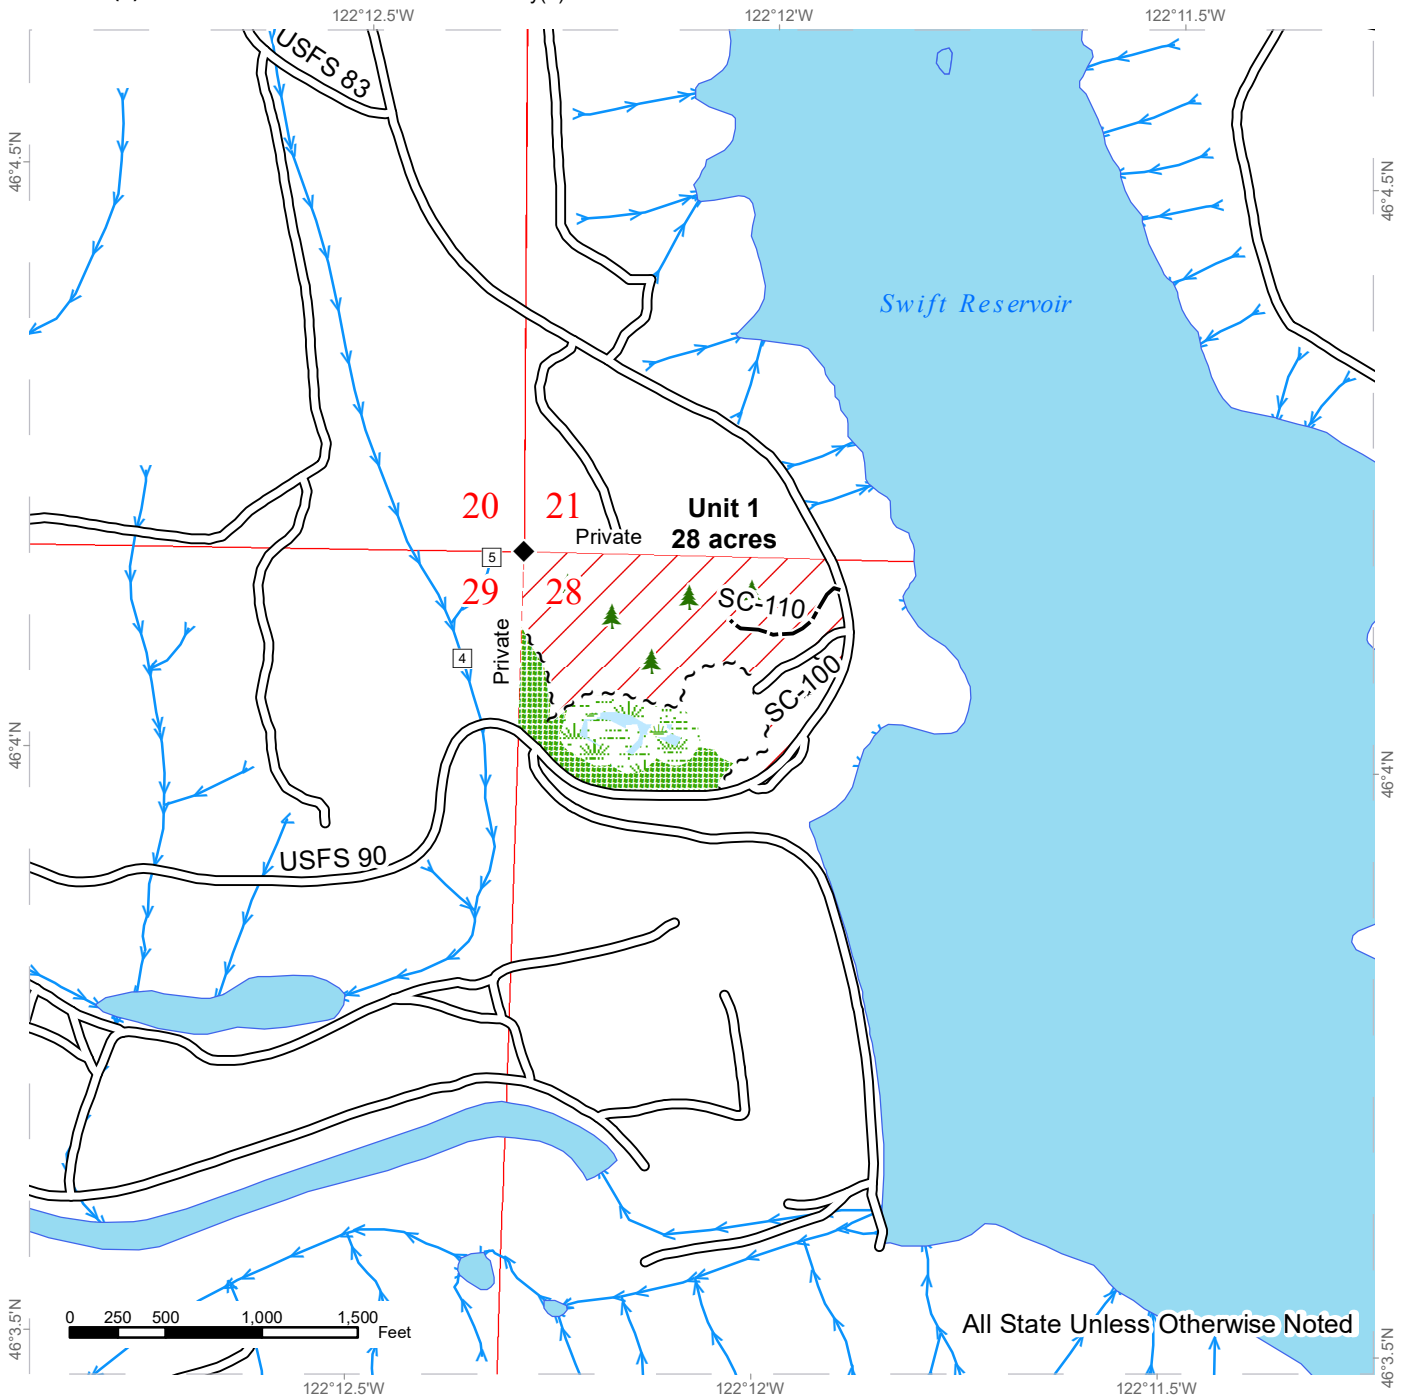 122°12.5'W
122°12'W
122°11.5'W
USFS 83
46°4.5'N
46°4.5'N
Swift Reservoir
20
21
Unit 1
28 acres
Private
5
29
28
SC-110
Private
4
SC-100
46°4'N
46°4'N
USFS 90
0 250 500 1,000 1,500
Feet
All State Unless Otherwise Noted
46°3.5'N
46°3.5'N
122°12.5'W
122°12'W
122°11.5'W